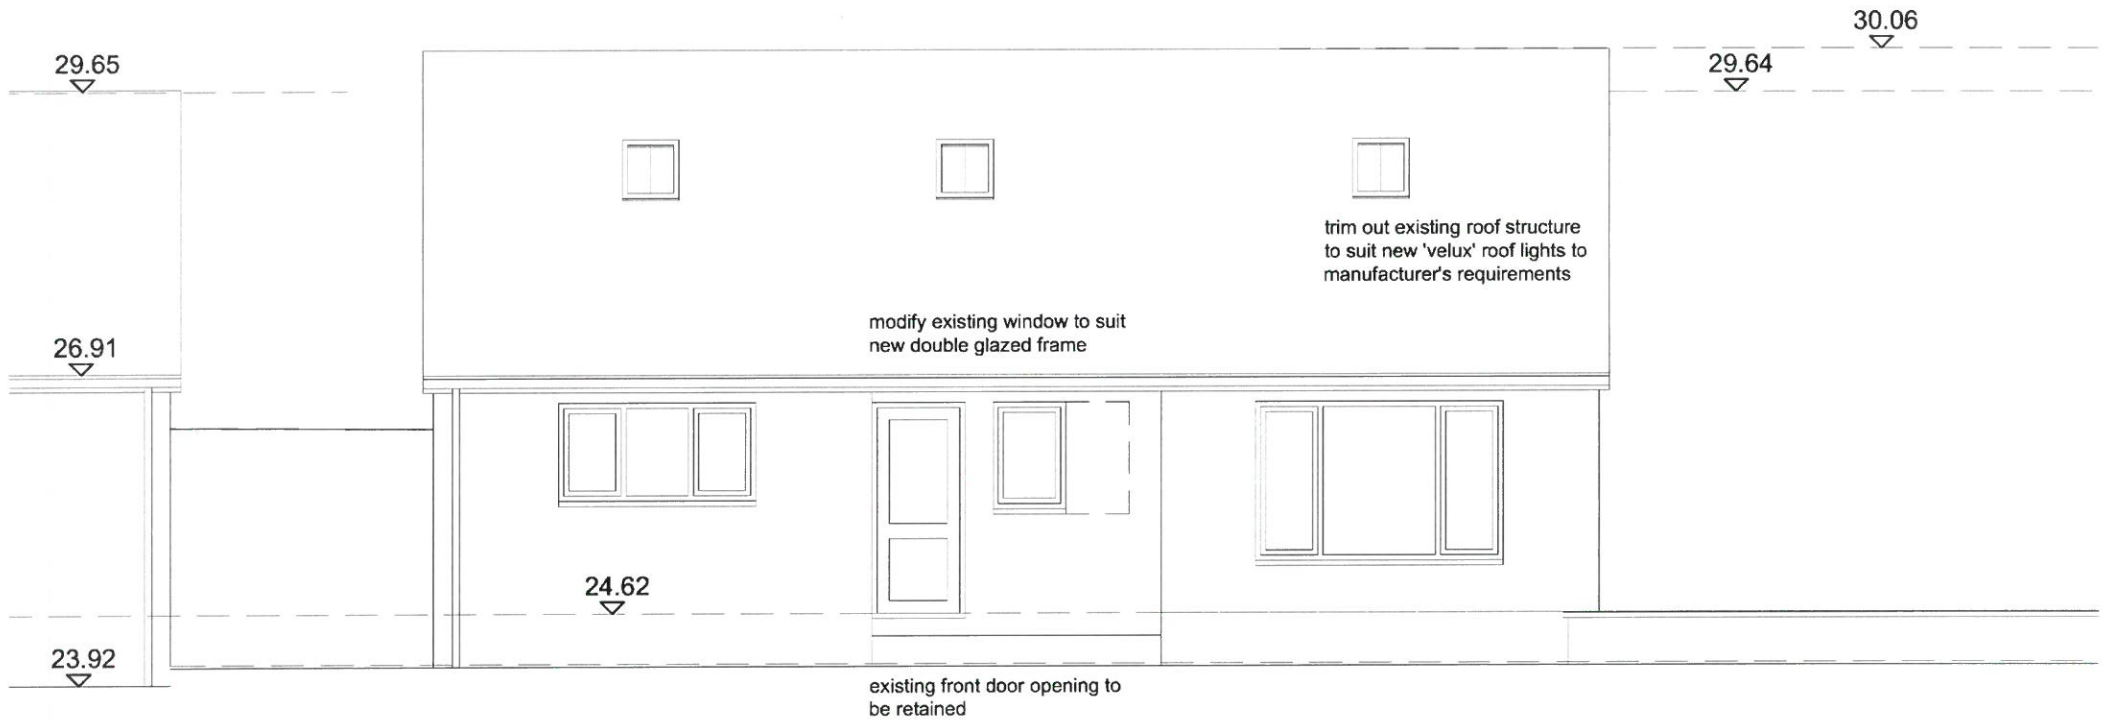 30.06
29.65
29.64
trim out existing roof structure
to suit new 'velux' roof lights to
manufacturer's requirements
modify existing window to suit
new double glazed frame
26.91
24.62
23.92
existing front door opening to
be retained